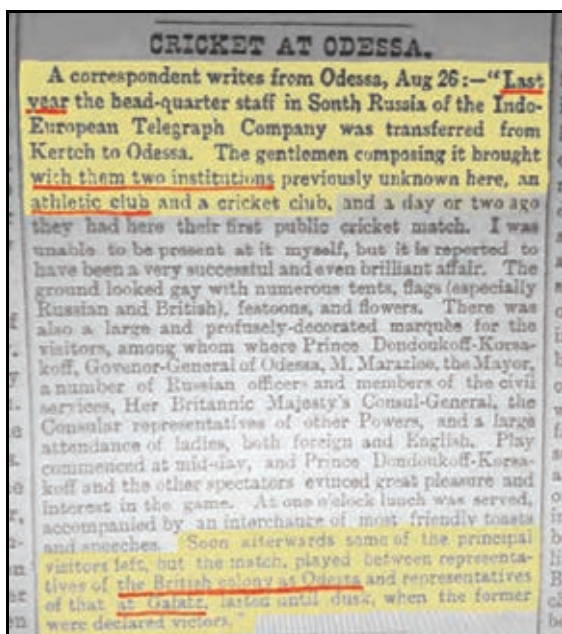 CRICKET AT ODESSA.
A correspondent writes from Odessa, Aug 26:—"Last
year the head-quarter staff in South Russia of the Indo-
European Telegraph Company was transferred from
Kertch to Odessa. The gentlemen composing it brought
with them two institutions previously unknown here, an
athletic club and a cricket club, and a day or two ago
they had here their first public cricket match. I was
unable to be present at it myself, but it is reported to
have been a very successful and even brilliant affair. The
ground looked gay with numerous tents, flags (especially
Russian and British), festoons, and flowers. There was
also a large and profusely-decorated marquee for the
visitors, among whom where Prince Dondoukoff-Korsa-
koff, Govenor-General of Odessa, M. Marazlee, the Mayor,
a number of Russian officers and members of the civil
services, Her Britannic Majesty's Consul-General, the
Consular representatives of other Powers, and a large
attendance of ladies, both foreign and English. Play
commenced at mid-day, and Prince Dondoukoff-Korsa-
koff and the other spectators evinced great pleasure and
interest in the game. At one o'clock lunch was served,
accompanied by an interchange of most friendly toasts
and speeches. Soon afterwards some of the principal
visitors left, but the match, played between representa-
tives of the British colony as Odessa and representatives
of that at Galatz, lasted until dusk, when the former
were declared victors."